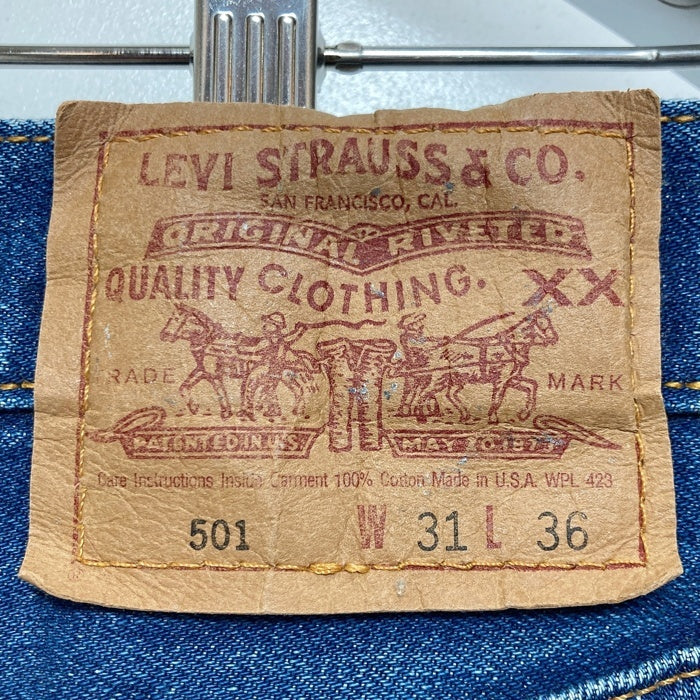 LEVI STRAUSS & CO.
SAN FRANCISCO, CAL.
ORIGINAL RIVETED
QUALITY CLOTHING. XX
TRADE MARK
PATENTED IN U.S. MAY 20 1873
Care Instructions Inside Garment 100% Cotton Made in U.S.A. WPL 423
501 W 31 L 36